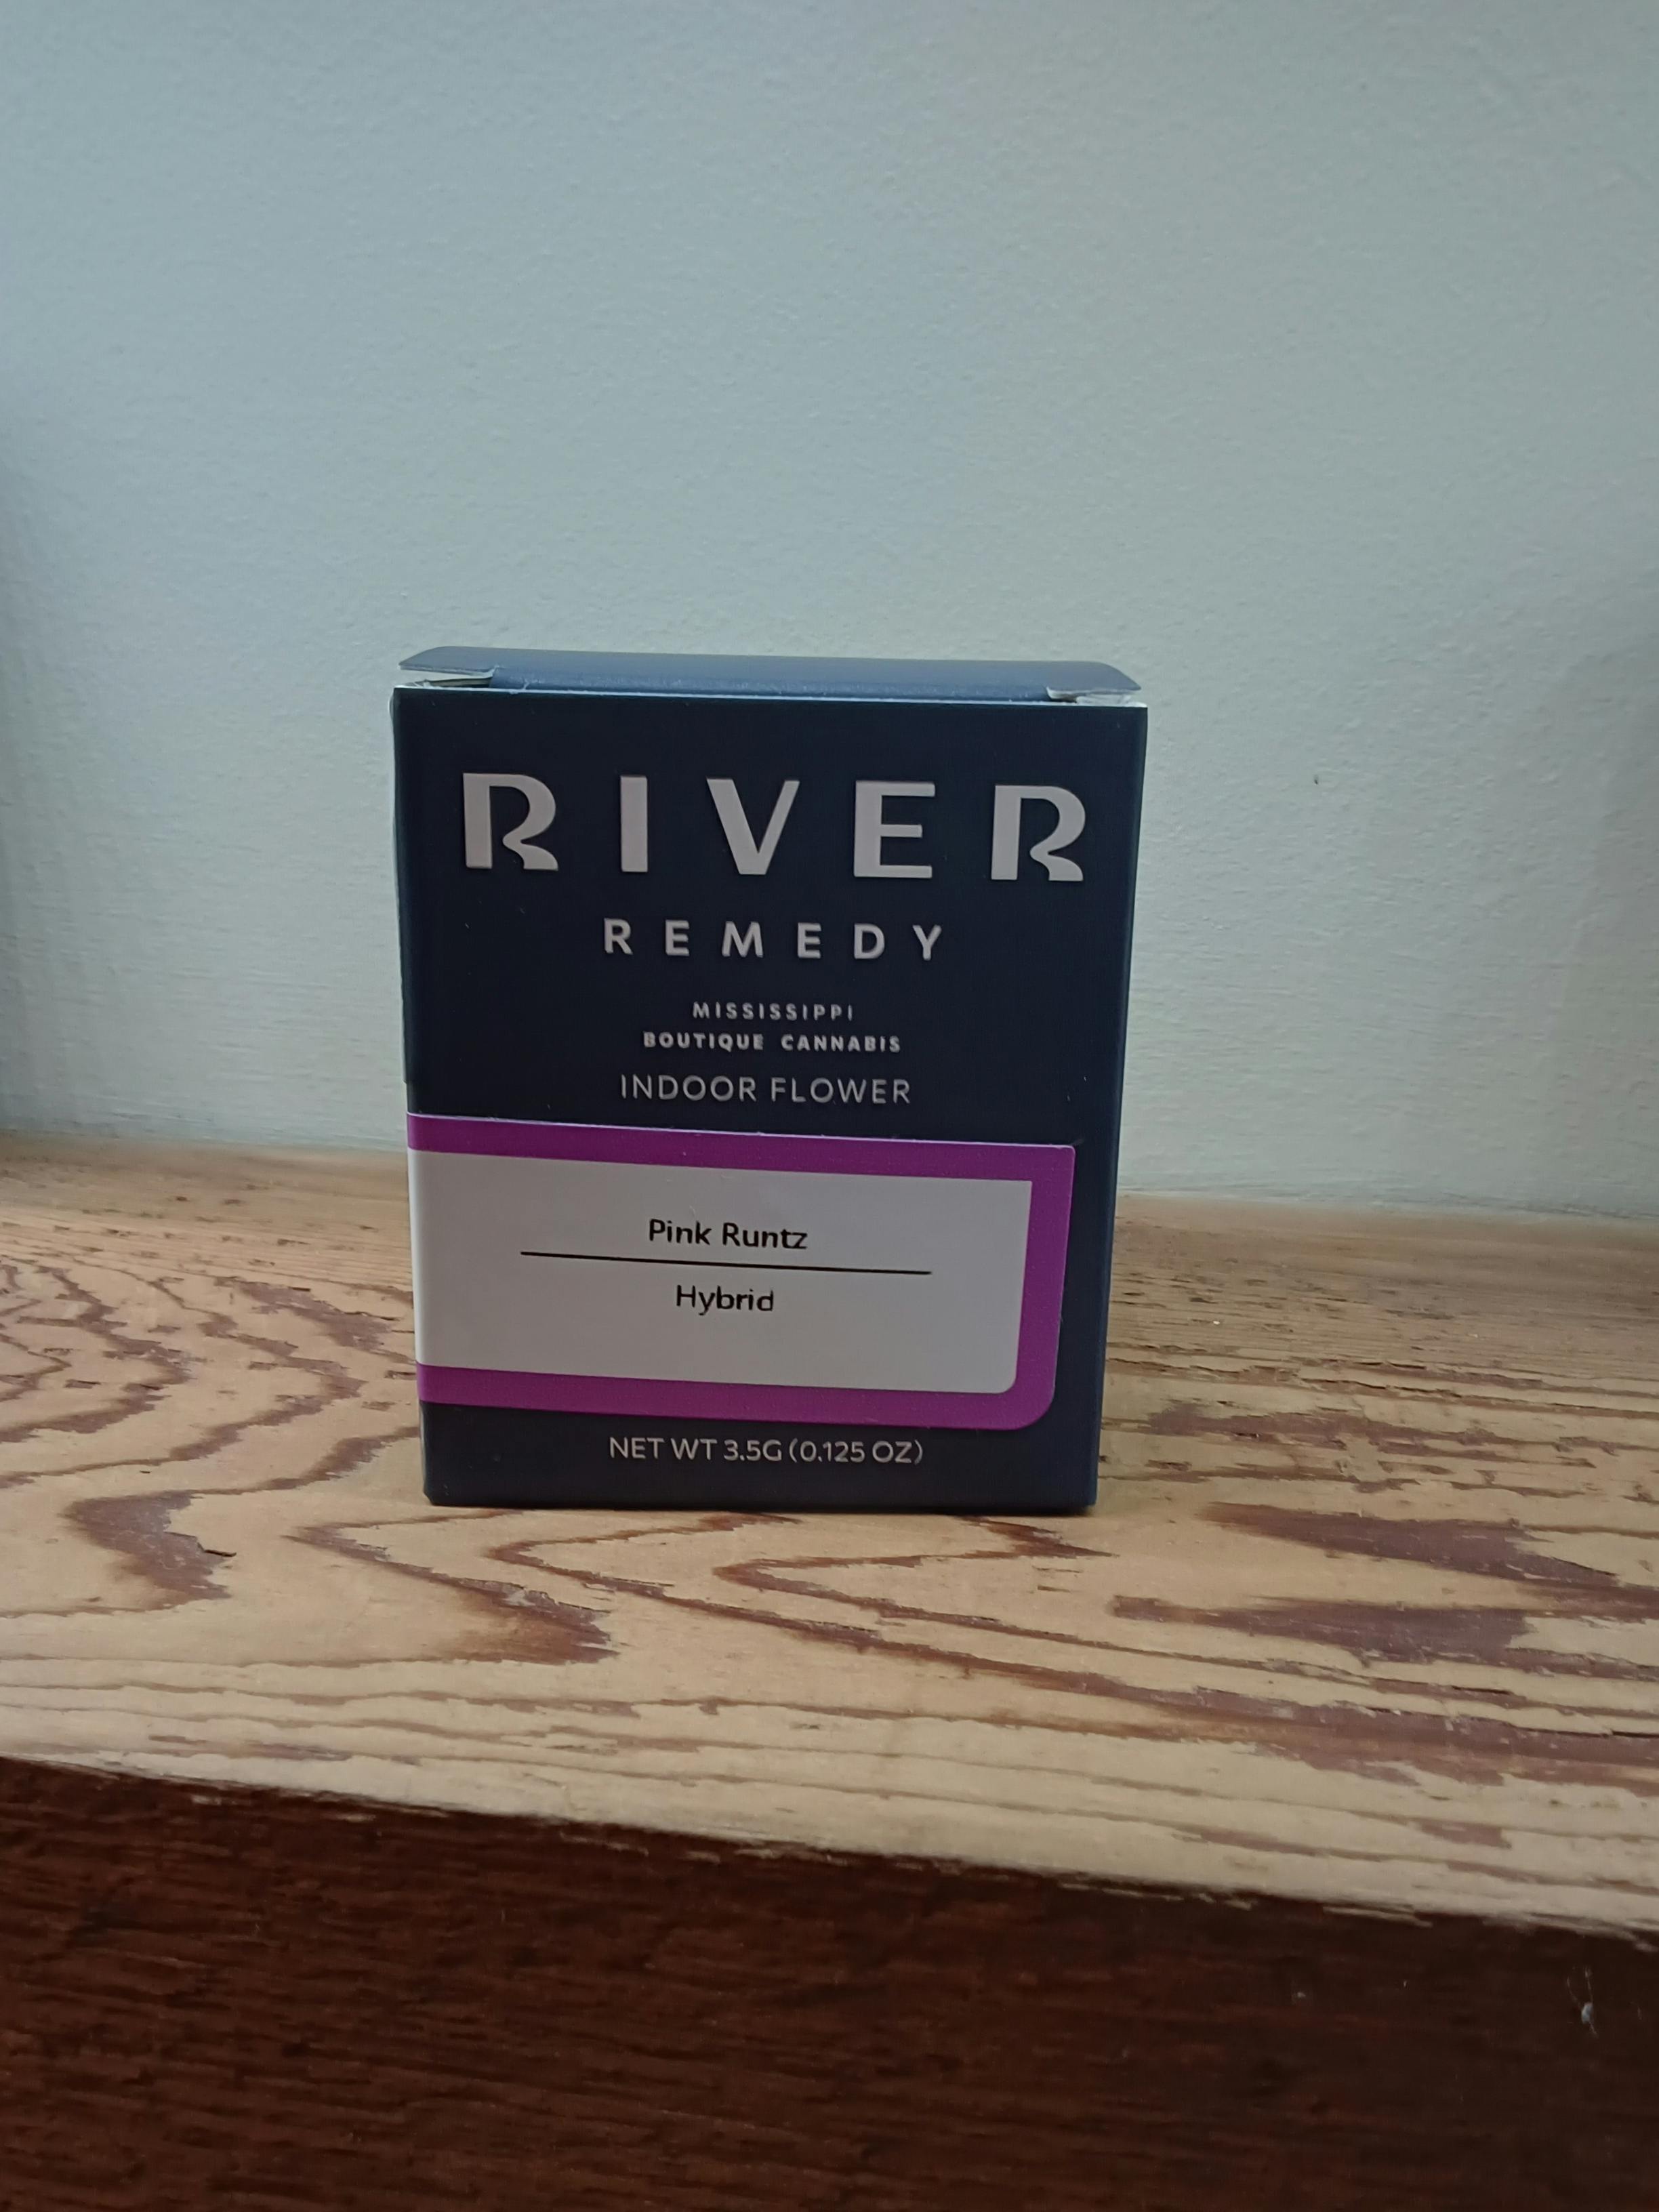 RIVER
REMEDY
MISSISSIPPI
BOUTIQUE CANNABIS
INDOOR FLOWER
Pink Runtz
Hybrid
NET WT 3.5G (0.125 OZ)